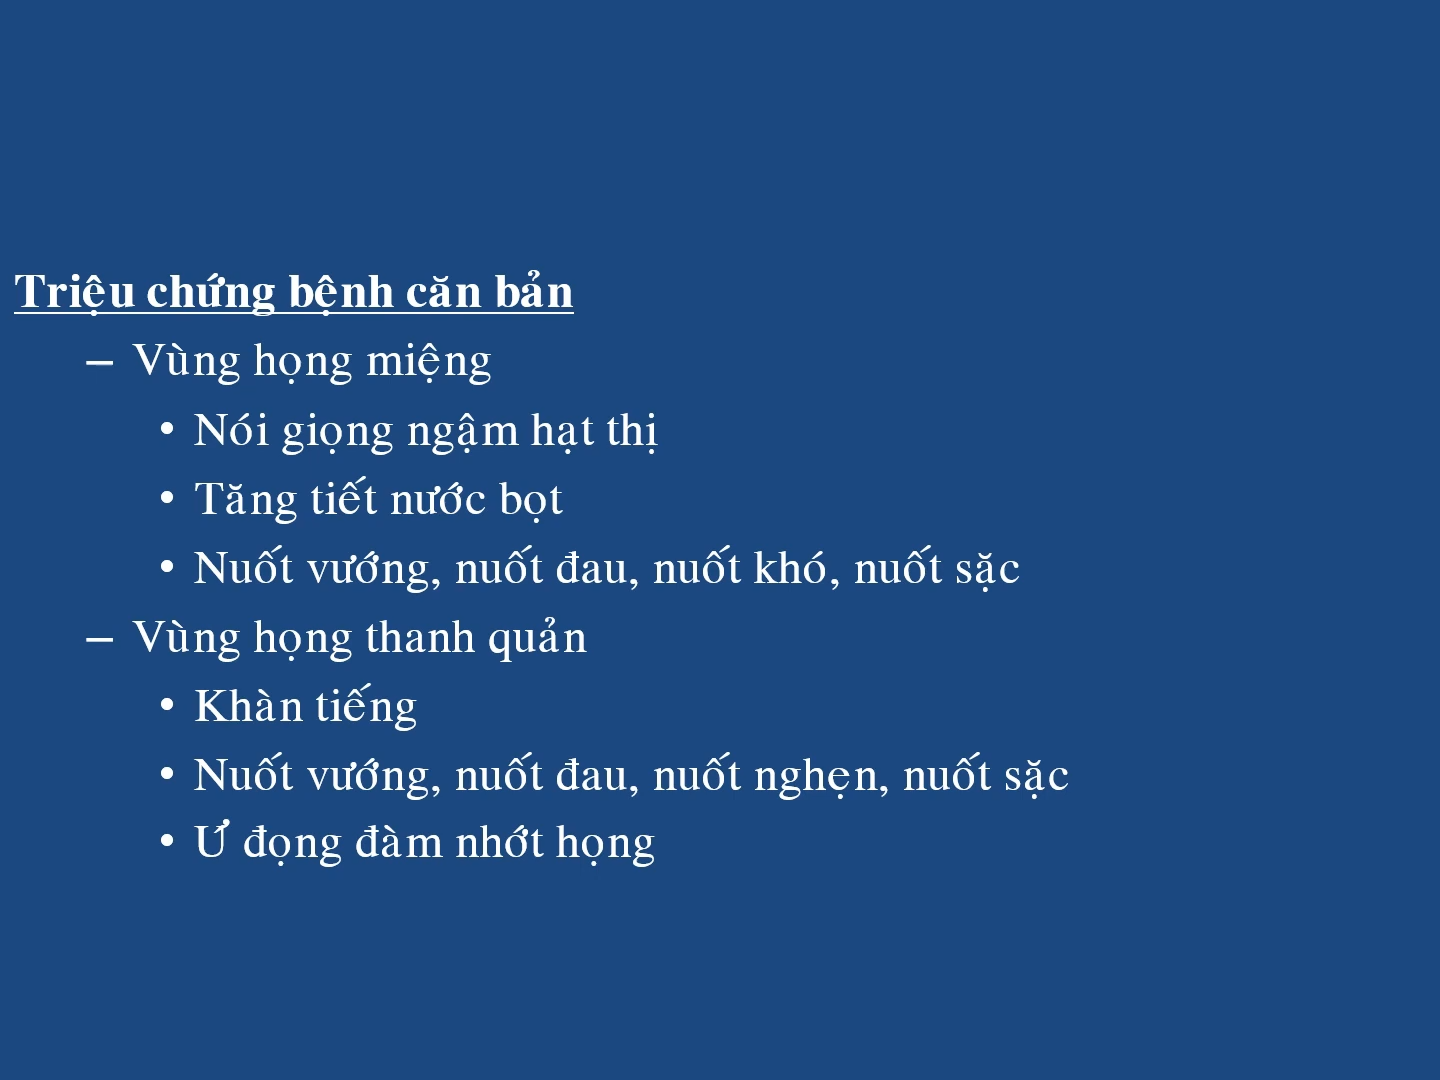 Triệu chứng bệnh căn bản
– Vùng họng miệng
• Nói giọng ngậm hạt thị
• Tăng tiết nước bọt
• Nuốt vướng, nuốt đau, nuốt khó, nuốt sặc
– Vùng họng thanh quản
• Khàn tiếng
• Nuốt vướng, nuốt đau, nuốt nghẹn, nuốt sặc
• Ứ đọng đàm nhớt họng